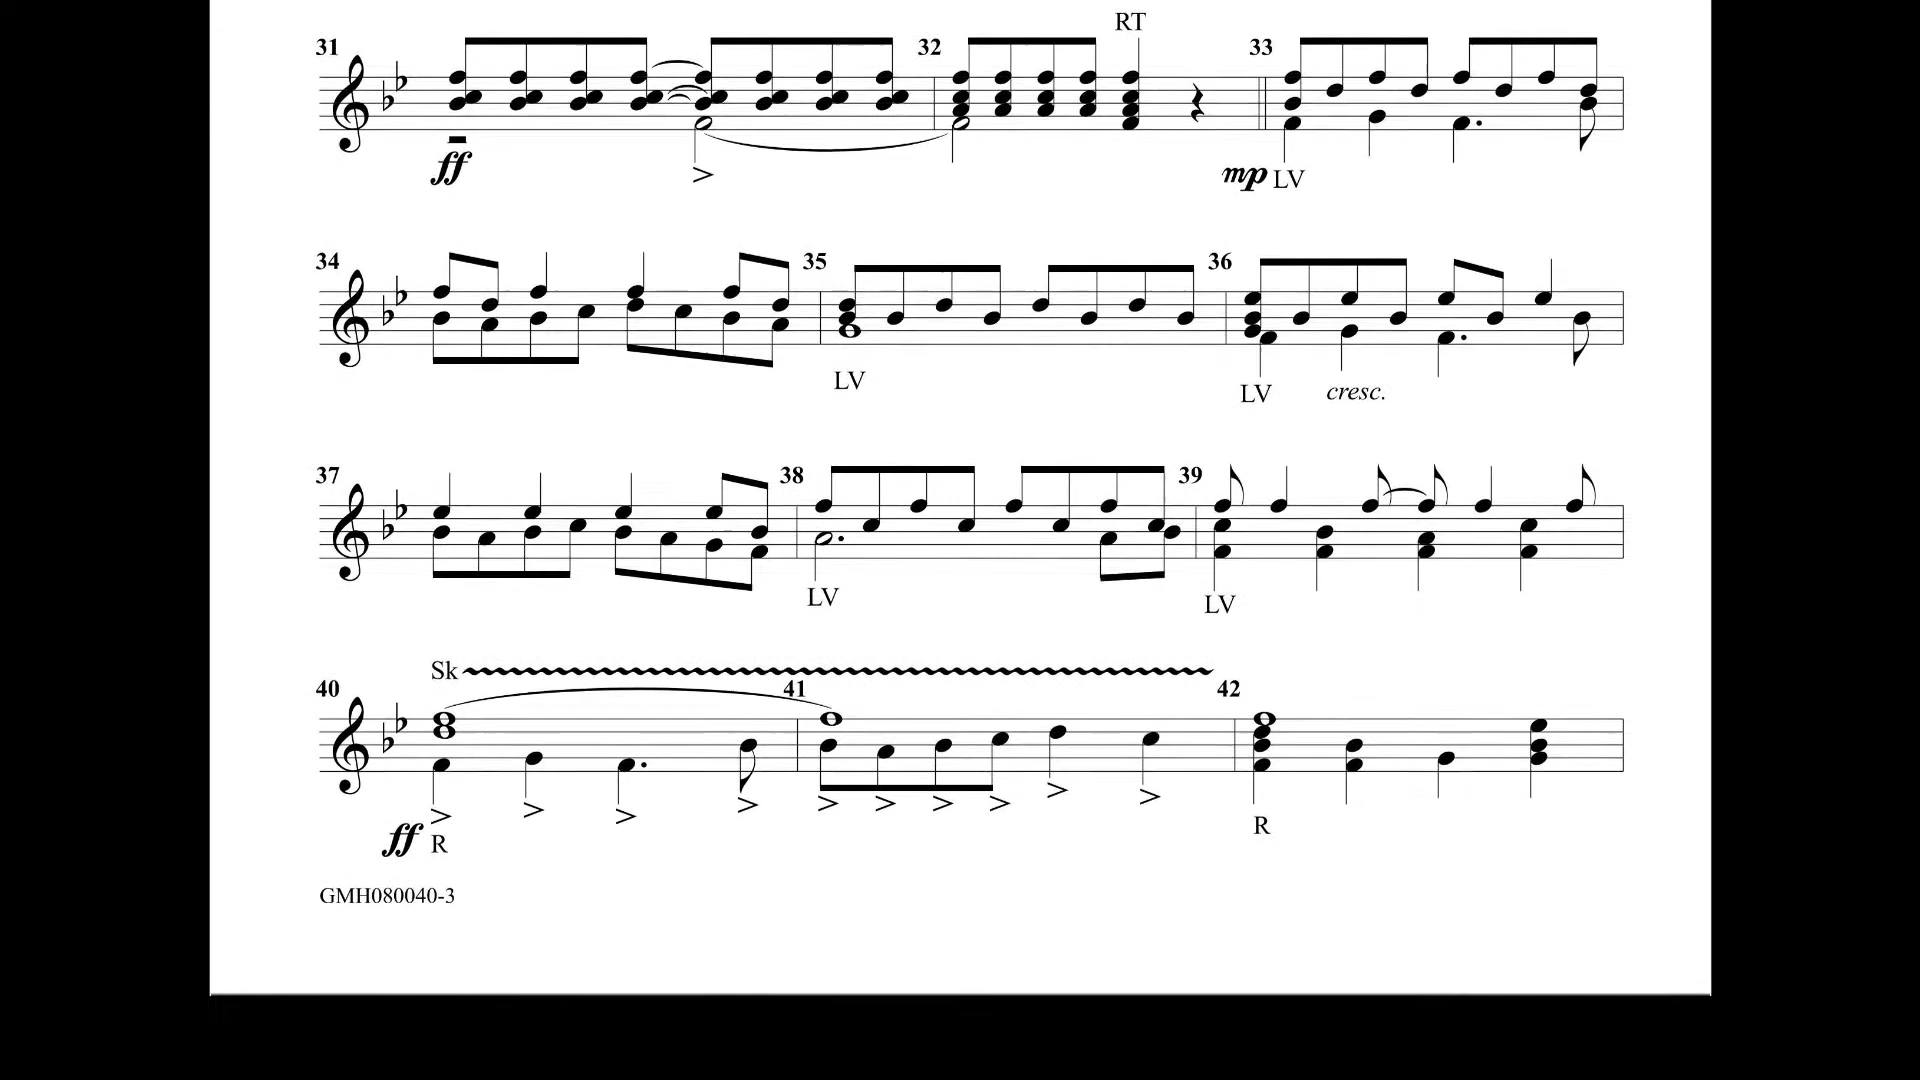 RT
31 32 33
ff mp LV
34 35 36
LV LV cresc.
37 38 39
LV LV
Sk
40 41 42
ff R R
GMH080040-3